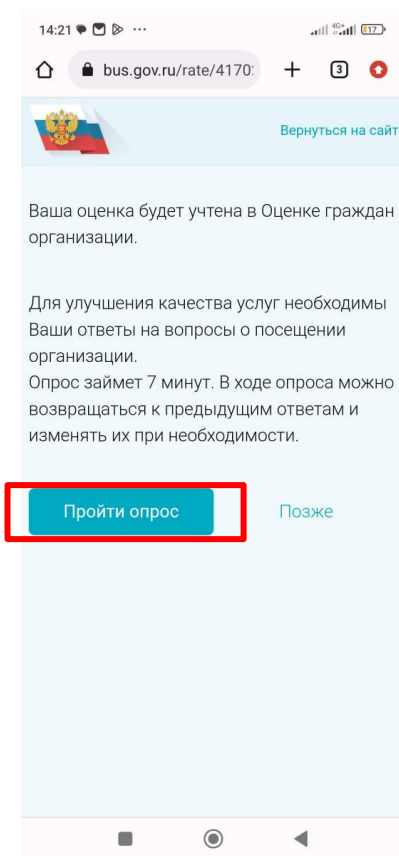 14:21
4G+
17
bus.gov.ru/rate/4170
3
Вернуться на сайт
Ваша оценка будет учтена в Оценке граждан
организации.
Для улучшения качества услуг необходимы
Ваши ответы на вопросы о посещении
организации.
Опрос займет 7 минут. В ходе опроса можно
возвращаться к предыдущим ответам и
изменять их при необходимости.
Пройти опрос
Позже